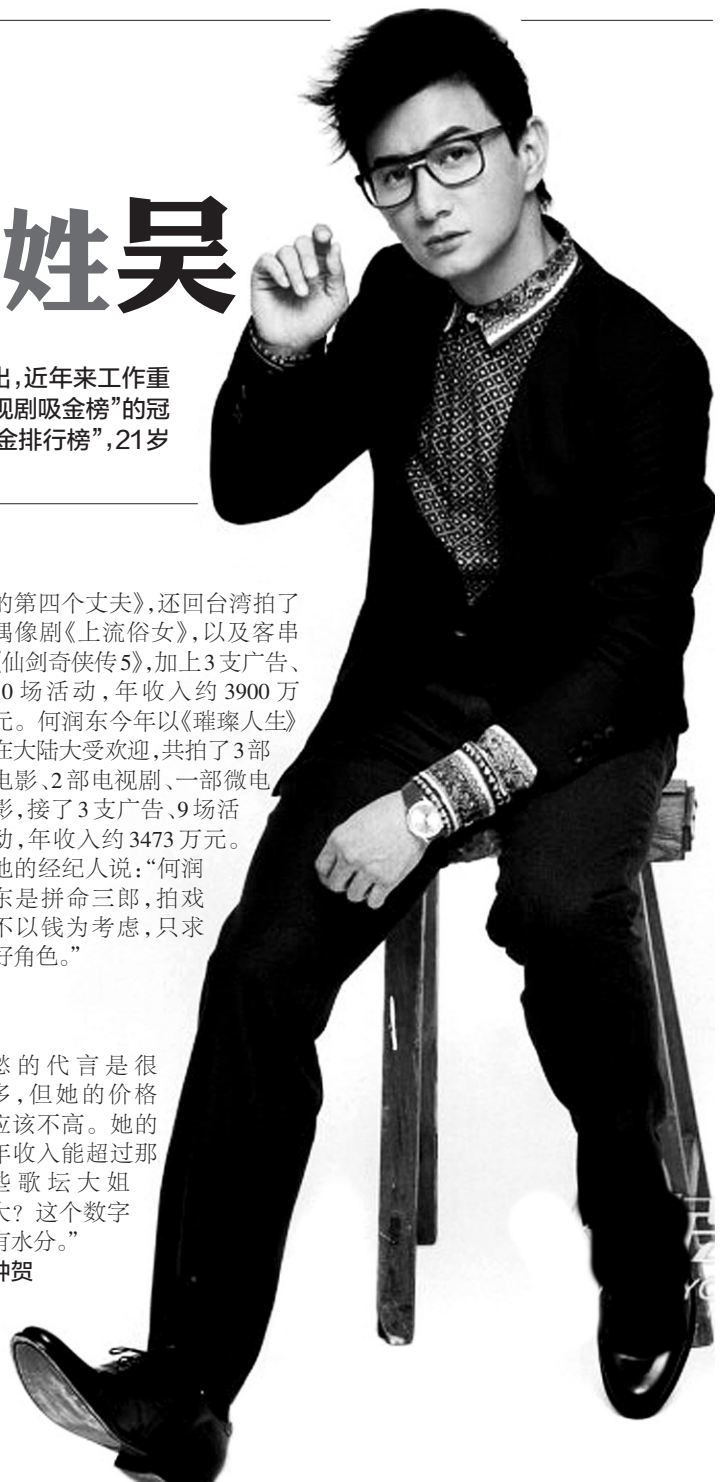 姓吴
出，近年来工作重
视剧吸金榜”的冠
金排行榜”，21岁
的第四个丈夫》，还回台湾拍了
偶像剧《上流俗女》，以及客串
《仙剑奇侠传5》，加上3支广告、
0场活动，年收入约3900万
元。何润东今年以《璀璨人生》
在大陆大受欢迎，共拍了3部
电影、2部电视剧、一部微电
影，接了3支广告、9场活
动，年收入约3473万元。
他的经纪人说：“何润
东是拼命三郎，拍戏
不以钱为考虑，只求
好角色。”
愁的代言是很
多，但她的价格
应该不高。她的
年收入能超过那
些歌坛大姐
大？这个数字
有水分。”
钟贺